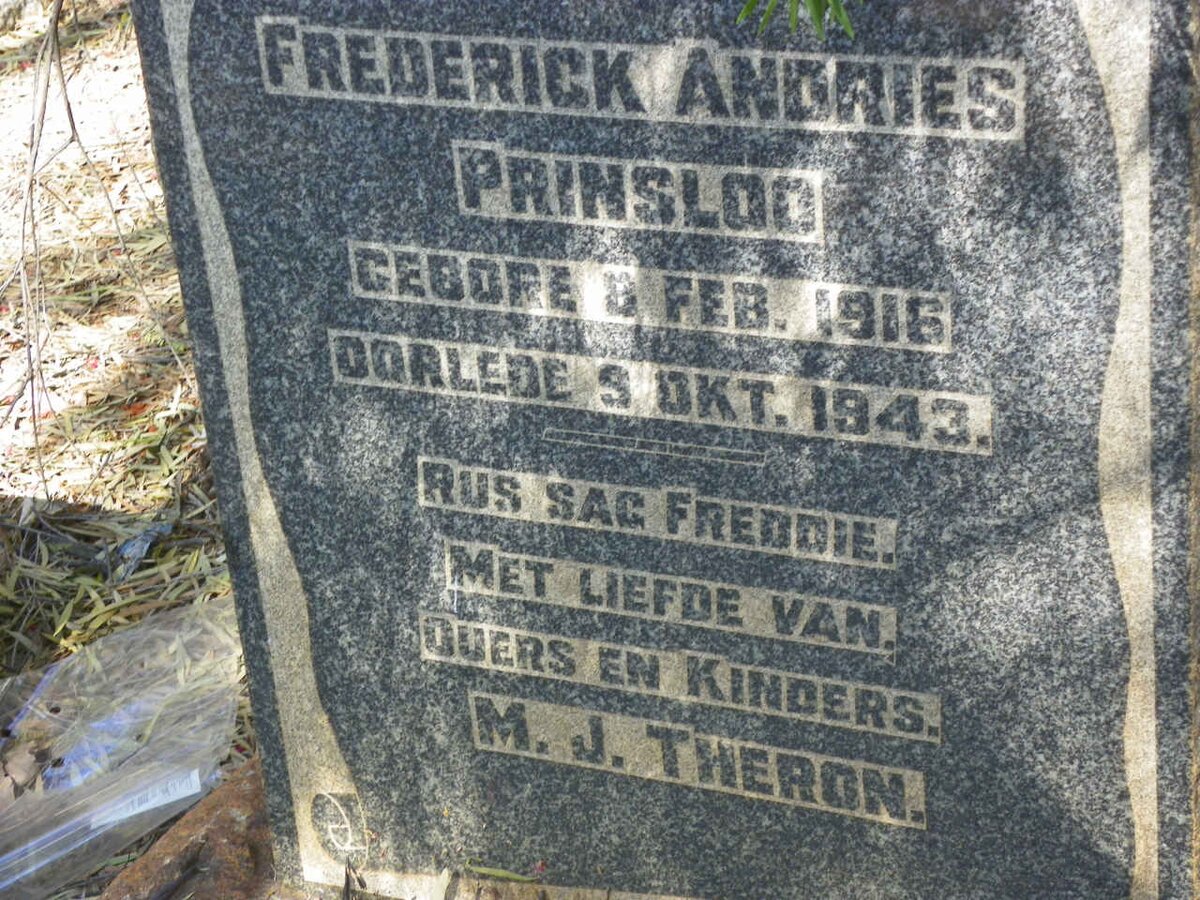 FREDERICK ANDRIES
PRINSLOO
GEBORE 8 FEB. 1916
OORLEDE 9 OKT. 1943.
RUS SAG FREDDIE.
MET LIEFDE VAN.
OUERS EN KINDERS.
M. J. THERON.